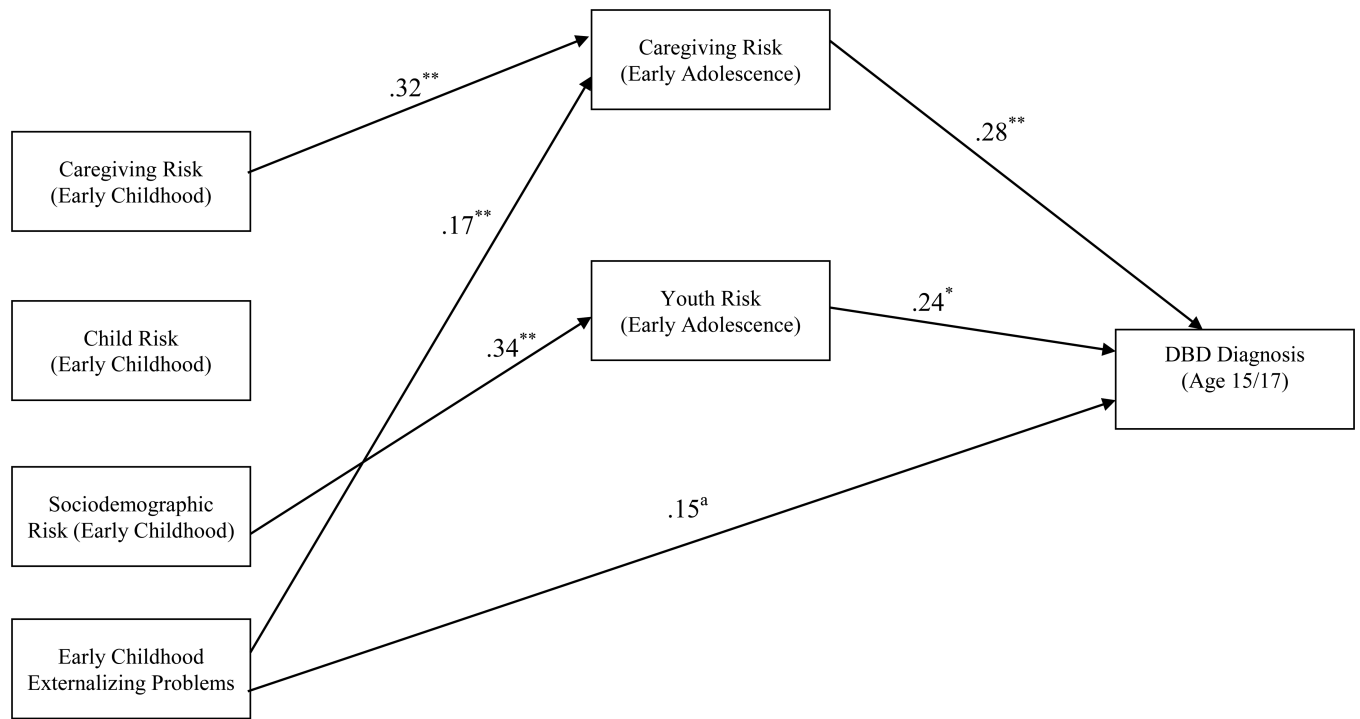 Caregiving Risk
(Early Adolescence)
.32**
.28**
Caregiving Risk
(Early Childhood)
.17**
Youth Risk
(Early Adolescence)
.24*
Child Risk
(Early Childhood)
.34**
DBD Diagnosis
(Age 15/17)
Sociodemographic
Risk (Early Childhood)
.15a
Early Childhood
Externalizing Problems